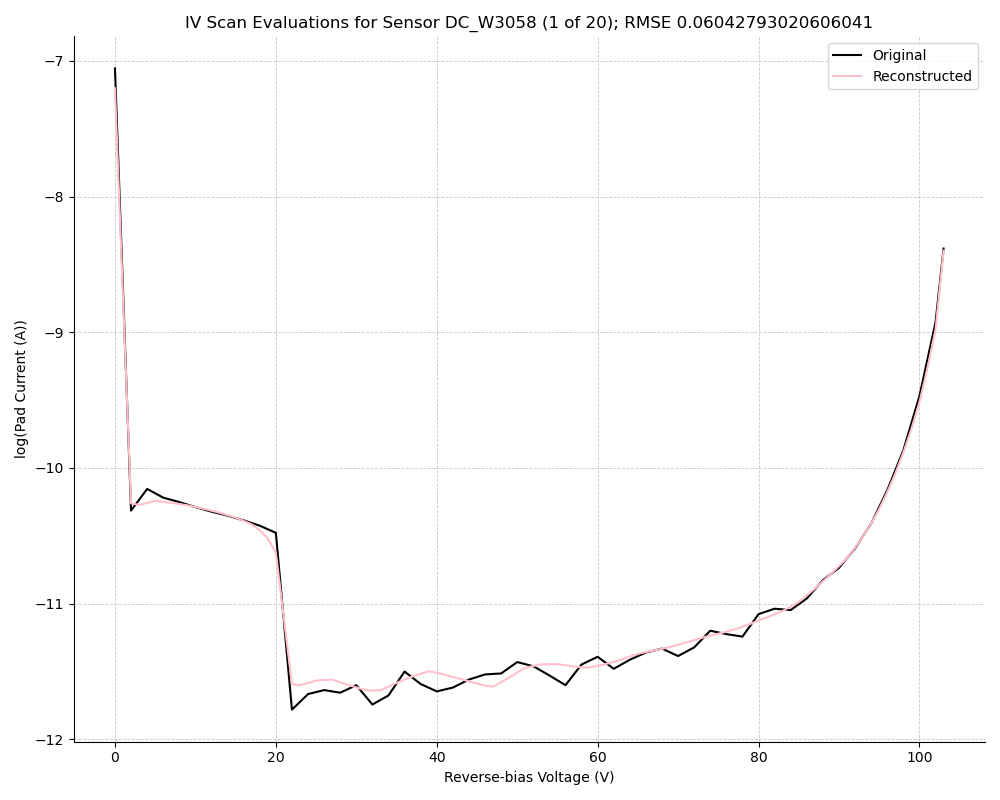 IV Scan Evaluations for Sensor DC_W3058 (1 of 20); RMSE 0.06042793020606041
Original
Reconstructed
−7
−8
−9
−10
−11
−12
log(Pad Current (A))
0 20 40 60 80 100
Reverse-bias Voltage (V)